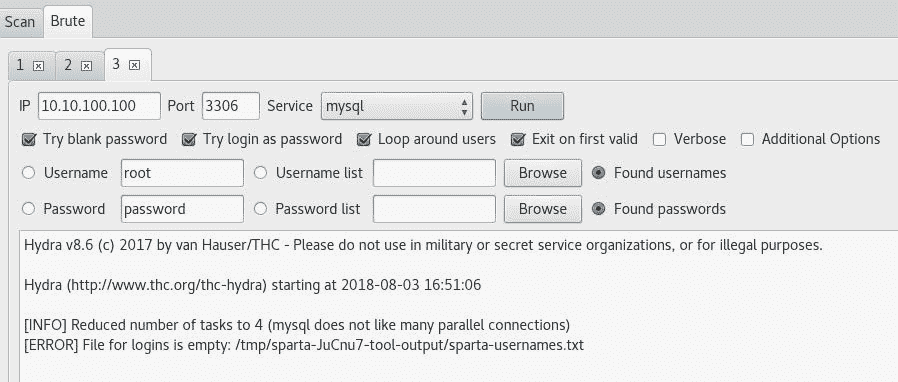 Scan Brute
1 2 3
IP 10.10.100.100 Port 3306 Service mysql Run
Try blank password Try login as password Loop around users Exit on first valid Verbose Additional Options
Username root Username list Browse Found usernames
Password password Password list Browse Found passwords
Hydra v8.6 (c) 2017 by van Hauser/THC - Please do not use in military or secret service organizations, or for illegal purposes.
Hydra (http://www.thc.org/thc-hydra) starting at 2018-08-03 16:51:06
[INFO] Reduced number of tasks to 4 (mysql does not like many parallel connections)
[ERROR] File for logins is empty: /tmp/sparta-JuCnu7-tool-output/sparta-usernames.txt